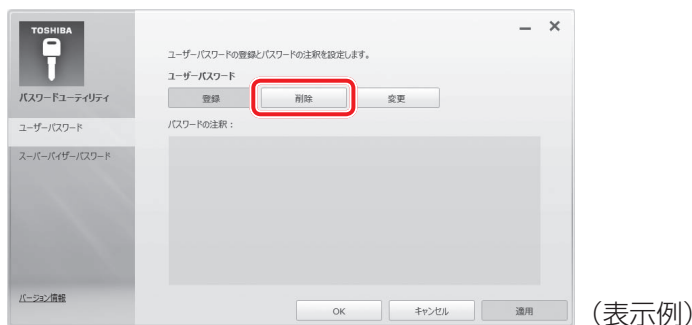 TOSHIBA
パスワードユーティリティ
ユーザーパスワード
スーパーバイザーパスワード
バージョン情報
ユーザーパスワードの登録とパスワードの注釈を設定します。
ユーザーパスワード
登録 削除 変更
パスワードの注釈：
OK キャンセル 適用
（表示例）